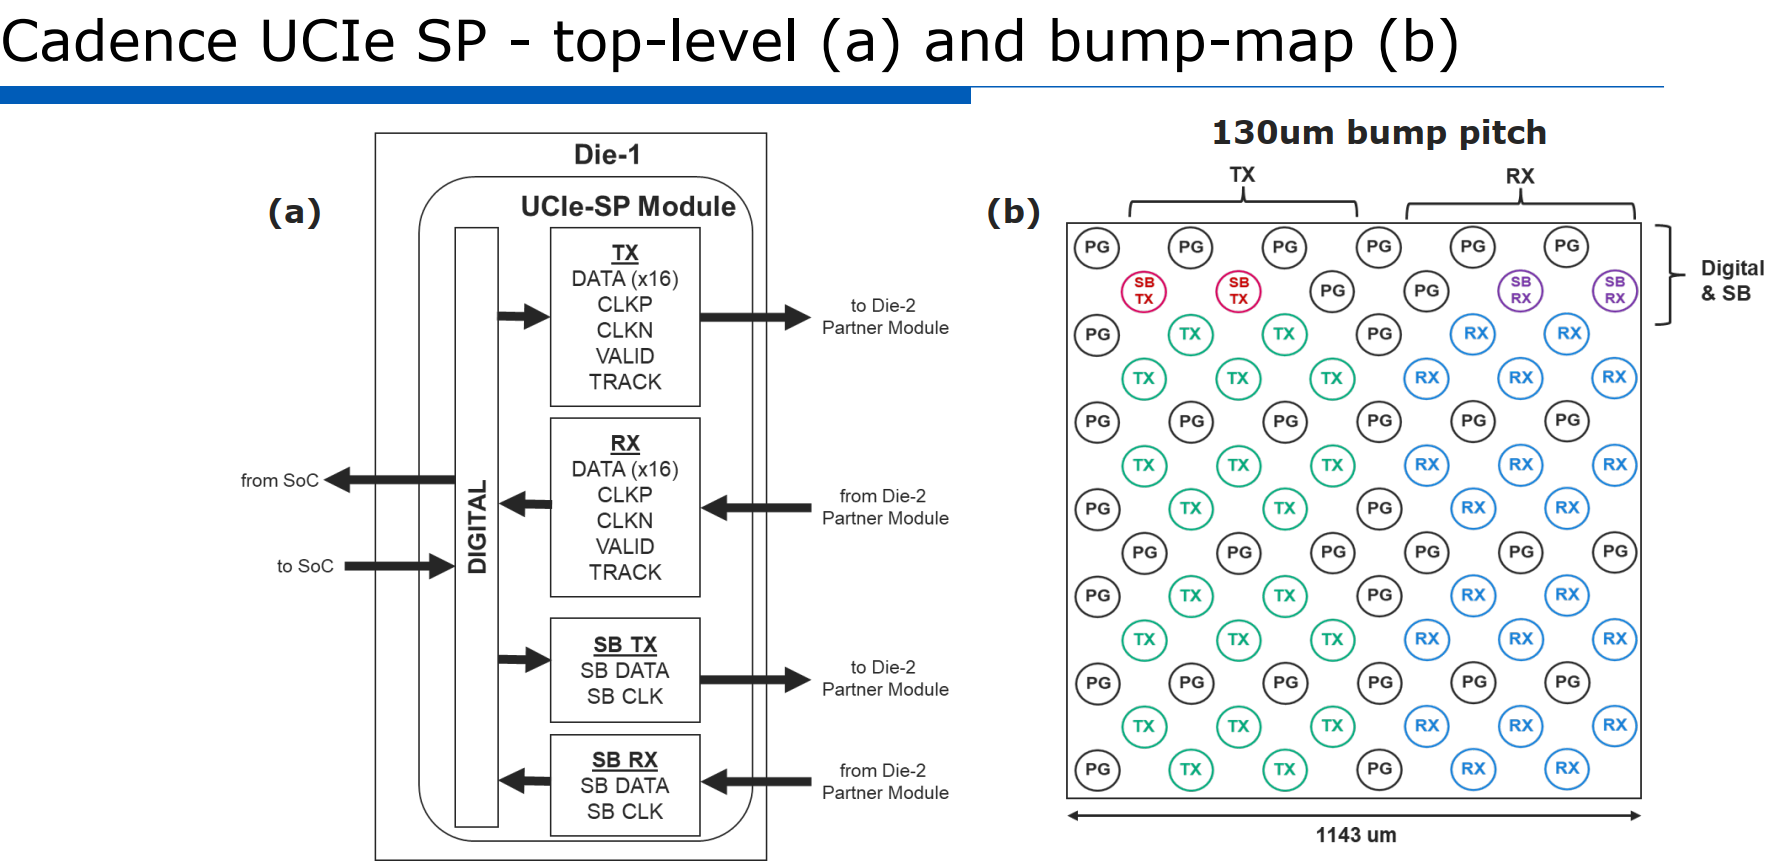 Cadence UCIe SP - top-level (a) and bump-map (b)
(a)
Die-1
UCIe-SP Module
DIGITAL
TX
DATA (x16)
CLKP
CLKN
VALID
TRACK
to Die-2
Partner Module
RX
DATA (x16)
CLKP
CLKN
VALID
TRACK
from Die-2
Partner Module
from SoC
to SoC
SB TX
SB DATA
SB CLK
to Die-2
Partner Module
SB RX
SB DATA
SB CLK
from Die-2
Partner Module
130um bump pitch
(b)
TX RX
PG PG PG PG PG PG
SB TX SB TX PG PG SB RX SB RX
Digital
& SB
PG TX TX PG RX RX
TX TX TX RX RX RX
PG PG PG PG PG PG
TX TX TX RX RX RX
PG TX TX PG RX RX
PG PG PG PG PG PG
PG TX TX PG RX RX
TX TX TX RX RX RX
PG PG PG PG PG PG
TX TX TX RX RX RX
PG TX TX PG RX RX
1143 um